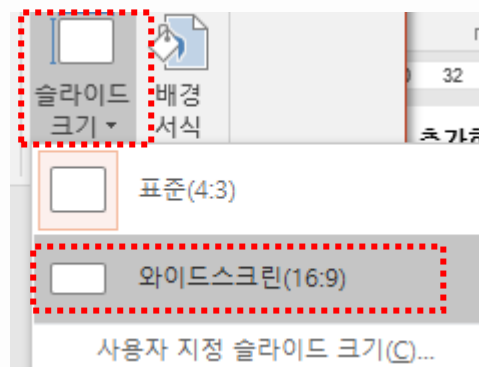 슬라이드 배경
크기 서식
32
표준(4:3)
와이드스크린(16:9)
사용자 지정 슬라이드 크기(C)...